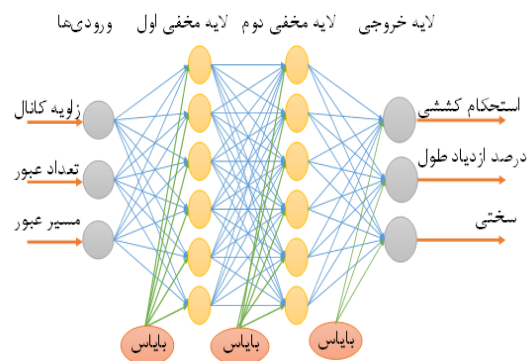 ورودی‌ها
لایه مخفی اول
لایه مخفی دوم
لایه خروجی
زاویه کانال
تعداد عبور
مسیر عبور
استحکام کششی
درصد ازدیاد طول
سختی
بایاس
بایاس
بایاس